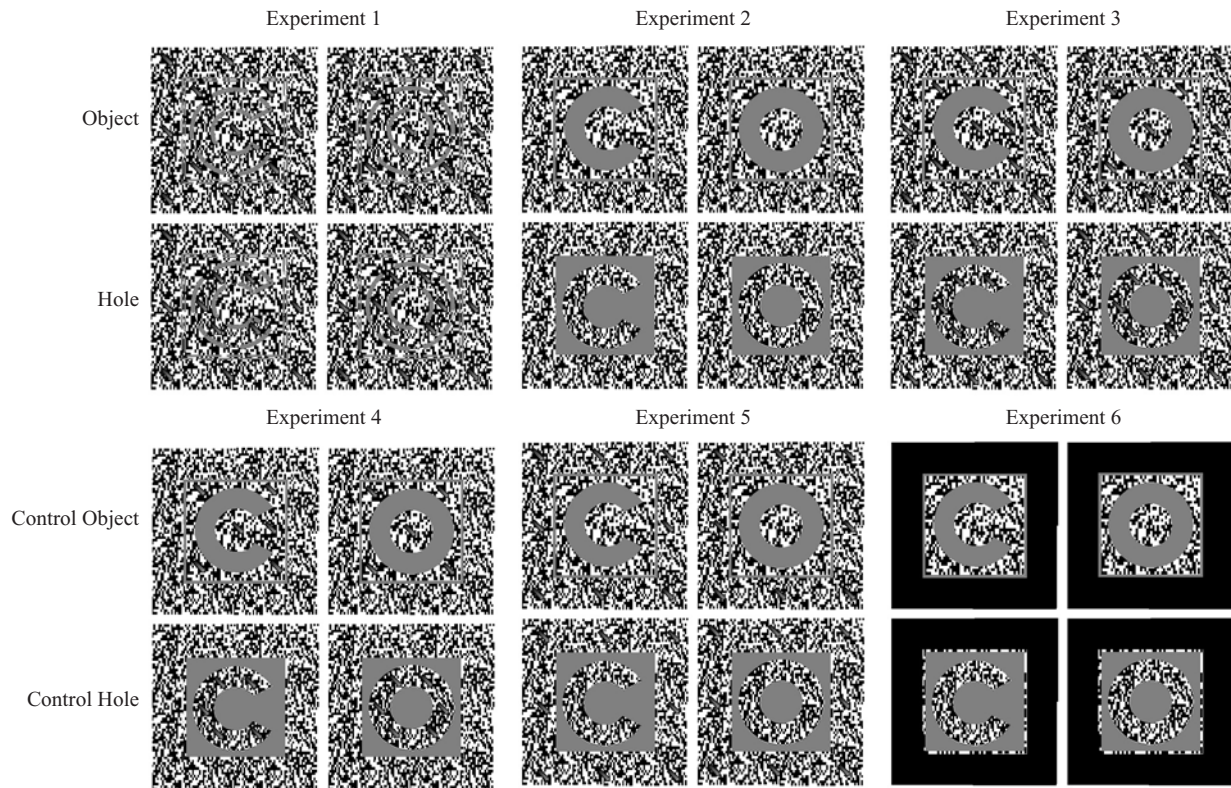 Experiment 1 Experiment 2 Experiment 3
Object
Hole
Experiment 4 Experiment 5 Experiment 6
Control Object
Control Hole